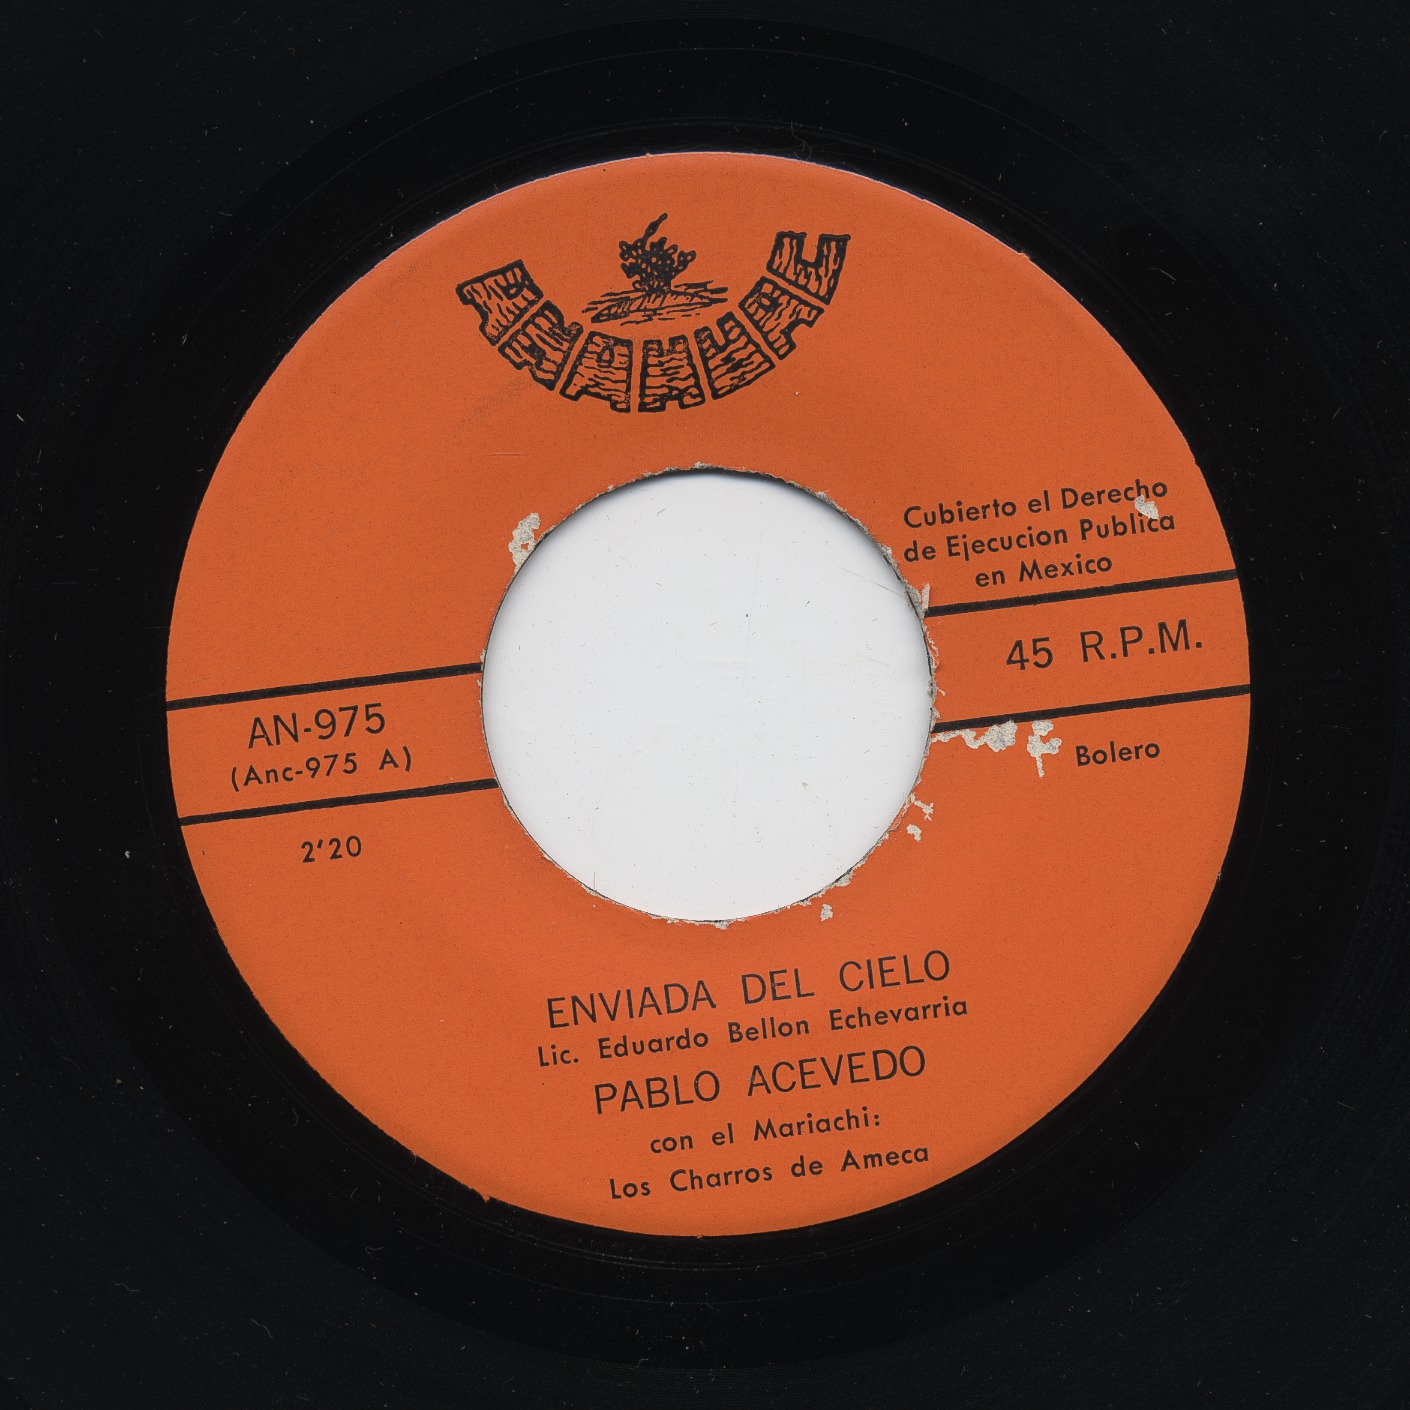 ANAHUAC
Cubierto el Derecho
de Ejecucion Publica
en Mexico
45 R.P.M.
AN-975
(Anc-975 A)
Bolero
2'20
ENVIADA DEL CIELO
Lic. Eduardo Bellon Echevarria
PABLO ACEVEDO
con el Mariachi:
Los Charros de Ameca